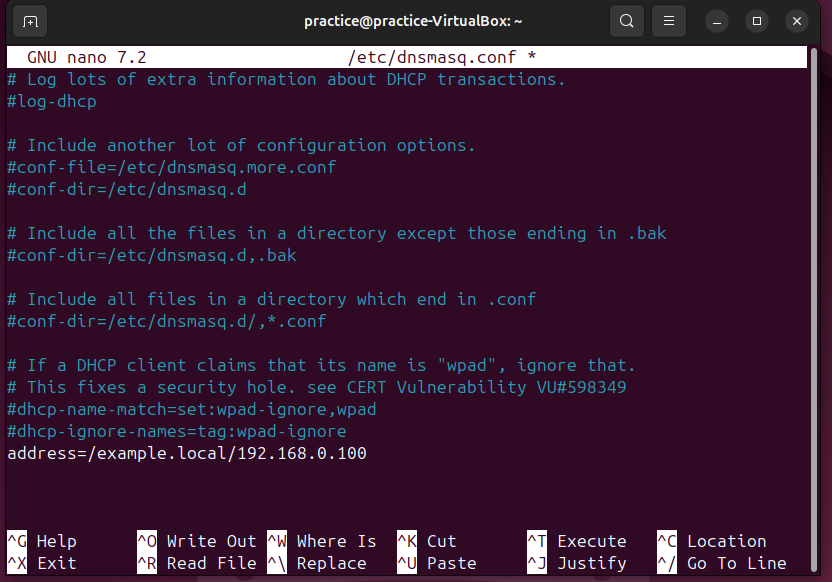 practice@practice-VirtualBox: ~
GNU nano 7.2 /etc/dnsmasq.conf *
# Log lots of extra information about DHCP transactions.
#log-dhcp

# Include another lot of configuration options.
#conf-file=/etc/dnsmasq.more.conf
#conf-dir=/etc/dnsmasq.d

# Include all the files in a directory except those ending in .bak
#conf-dir=/etc/dnsmasq.d,.bak

# Include all files in a directory which end in .conf
#conf-dir=/etc/dnsmasq.d/,*.conf

# If a DHCP client claims that its name is "wpad", ignore that.
# This fixes a security hole. see CERT Vulnerability VU#598349
#dhcp-name-match=set:wpad-ignore,wpad
#dhcp-ignore-names=tag:wpad-ignore
address=/example.local/192.168.0.100

^G Help ^O Write Out ^W Where Is ^K Cut ^T Execute ^C Location
^X Exit ^R Read File ^\ Replace ^U Paste ^J Justify ^/ Go To Line